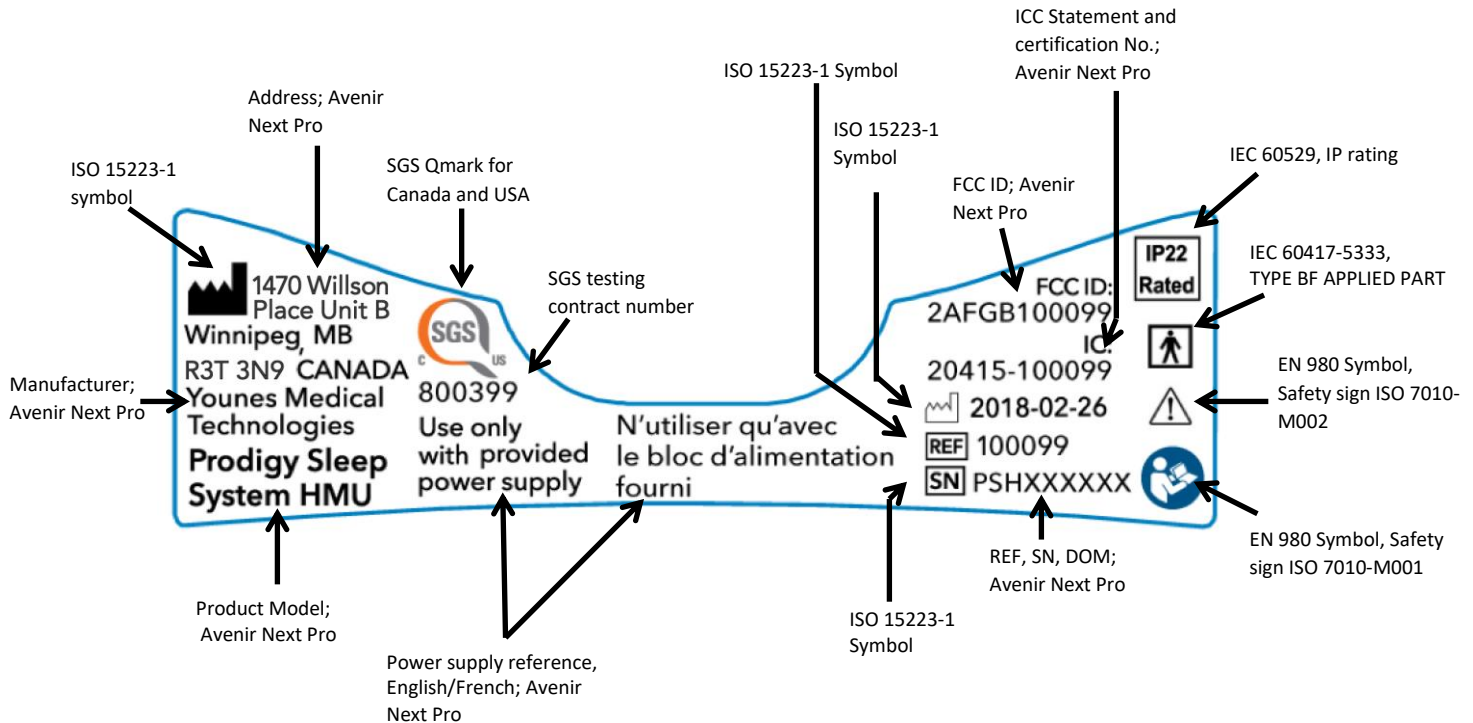 ICC Statement and
certification No.;
Avenir Next Pro
ISO 15223-1 Symbol
Address; Avenir
Next Pro
ISO 15223-1
Symbol
ISO 15223-1
symbol
SGS Qmark for
Canada and USA
FCC ID; Avenir
Next Pro
IEC 60529, IP rating
SGS testing
contract number
IEC 60417-5333,
TYPE BF APPLIED PART
Manufacturer;
Avenir Next Pro
EN 980 Symbol,
Safety sign ISO 7010-
M002
1470 Willson
Place Unit B
Winnipeg, MB
R3T 3N9 CANADA
Younes Medical
Technologies
Prodigy Sleep
System HMU
SGS
C US
800399
Use only
with provided
power supply
N'utiliser qu'avec
le bloc d'alimentation
fourni
FCC ID:
2AFGB100099
IC:
20415-100099
2018-02-26
REF 100099
SN PSHXXXXXX
IP22
Rated
Product Model;
Avenir Next Pro
Power supply reference,
English/French; Avenir
Next Pro
ISO 15223-1
Symbol
REF, SN, DOM;
Avenir Next Pro
EN 980 Symbol, Safety
sign ISO 7010-M001